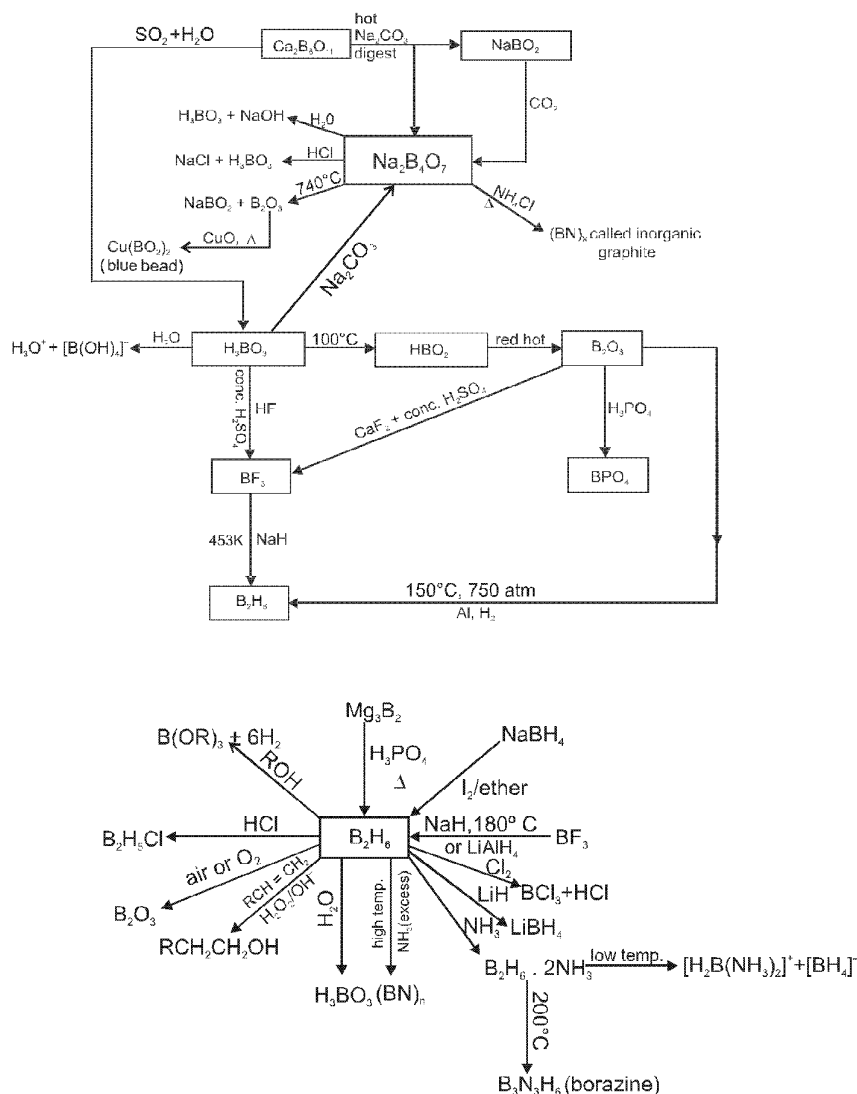 SO₂+H₂O
hot
Ca₂B₆O₁₁
Na₂CO₃
digest
NaBO₂
CO₂
H₃BO₃ + NaOH
H₂0
NaCl + H₃BO₃
HCl
Na₂B₄O₇
740°C
NaBO₂ + B₂O₃
NH₄Cl
Δ
CuO, Δ
Cu(BO₂)₂
(blue bead)
(BN)ₓ called inorganic
graphite
Na₂CO₃
H₃O⁺ + [B(OH)₄]⁻
H₂O
H₃BO₃
100°C
HBO₂
red hot
B₂O₃
conc. H₂SO₄
HF
CaF₂ + conc. H₂SO₄
H₃PO₄
BF₃
BPO₄
453K
NaH
B₂H₆
150°C, 750 atm
Al, H₂
Mg₃B₂
B(OR)₃ + 6H₂
NaBH₄
ROH
H₃PO₄
Δ
I₂/ether
B₂H₅Cl
HCl
B₂H₆
NaH,180° C
or LiAlH₄
BF₃
air or O₂
Cl₂
BCl₃+HCl
B₂O₃
RCH = CH₂
H₂O₂/OH⁻
RCH₂CH₂OH
H₂O
high temp.
NH₃(excess)
LiH
LiBH₄
NH₃
H₃BO₃ (BN)ₙ
B₂H₆ . 2NH₃
low temp.
[H₂B(NH₃)₂]⁺+[BH₄]⁻
200°C
B₃N₃H₆ (borazine)